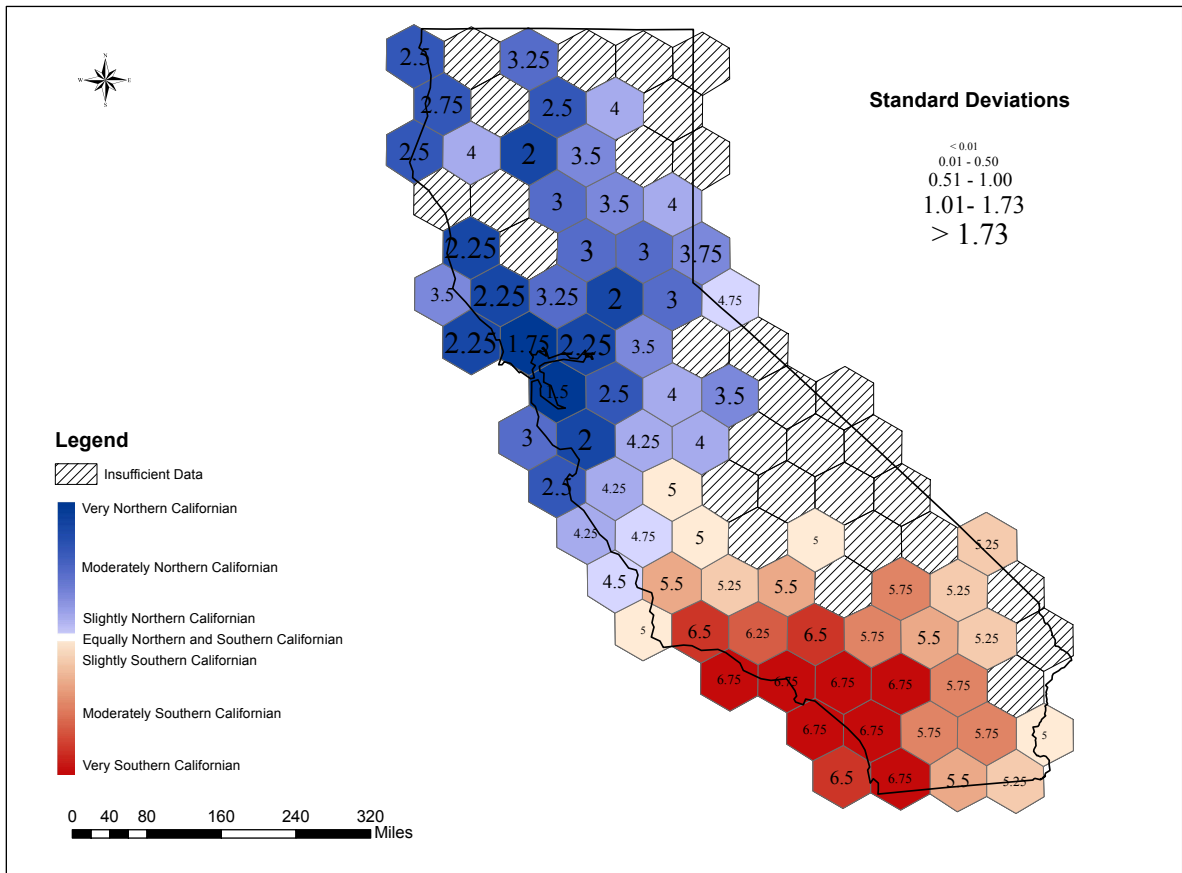 N
W E
S
2.5 3.25
2.75 2.5 4
2.5 4 2 3.5
3 3.5 4
2.25 3 3 3.75
3.5 2.25 3.25 2 3 4.75
2.25 1.75 2.25 3.5
1.5 2.5 4 3.5
3 2 4.25 4
2.5 4.25 5
4.25 4.75 5 5 5.25
4.5 5.5 5.25 5.5 5.75 5.25
5 6.5 6.25 6.5 5.75 5.5 5.25
6.75 6.75 6.75 6.75 5.75
6.75 6.75 5.75 5.75 5
6.5 6.75 5.5 5.25
Standard Deviations
< 0.01
0.01 - 0.50
0.51 - 1.00
1.01- 1.73
> 1.73
Legend
Insufficient Data
Very Northern Californian
Moderately Northern Californian
Slightly Northern Californian
Equally Northern and Southern Californian
Slightly Southern Californian
Moderately Southern Californian
Very Southern Californian
0 40 80 160 240 320
Miles